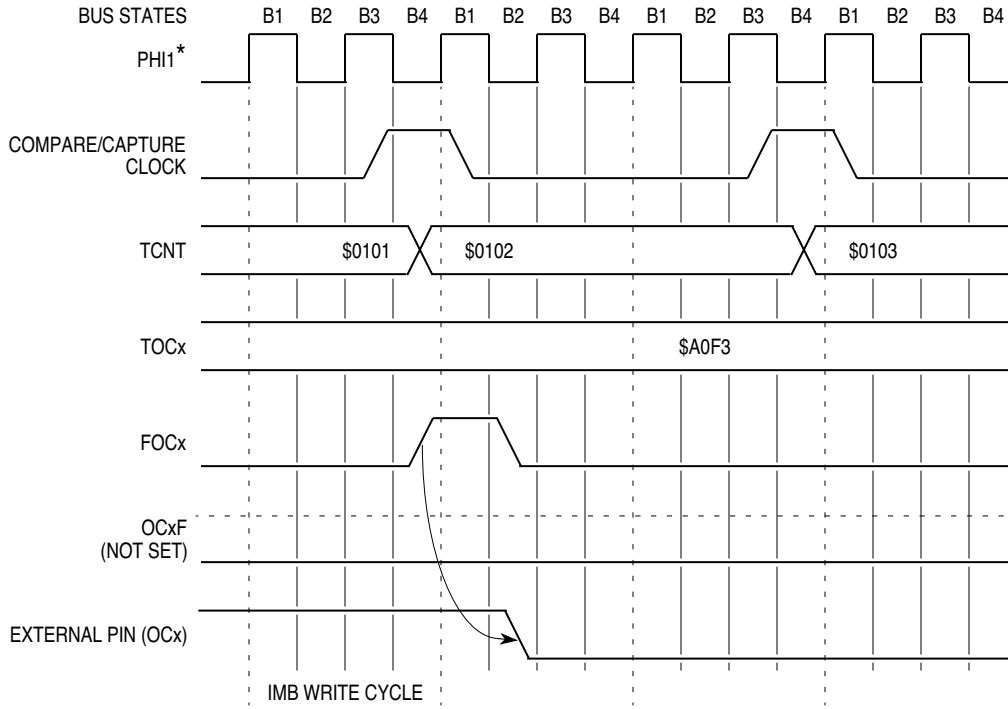 BUS STATES B1 B2 B3 B4 B1 B2 B3 B4 B1 B2 B3 B4 B1 B2 B3 B4
PHI1*
COMPARE/CAPTURE
CLOCK
TCNT $0101 $0102 $0103
TOCx $A0F3
FOCx
OCxF
(NOT SET)
EXTERNAL PIN (OCx)
IMB WRITE CYCLE